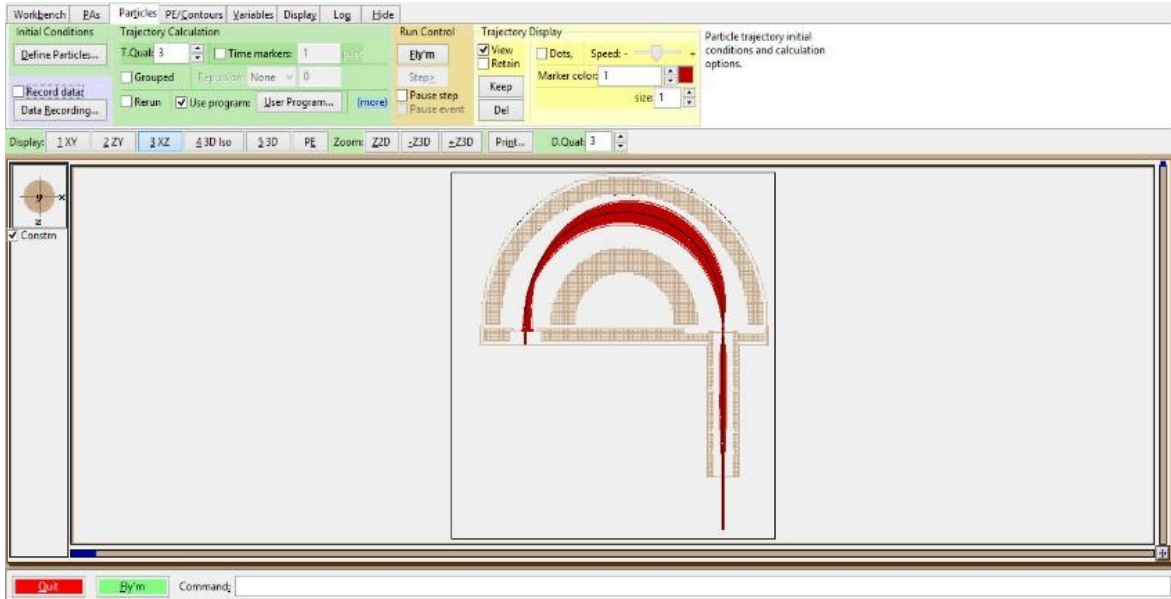 Workbench PAs Particles PE/Contours Variables Display Log Hide
Initial Conditions
Define Particles...
Record data:
Data Recording...
Trajectory Calculation
T.Qual: 3 Time markers: 1
Grouped Repulsion: None 0
Rerun Use program: User Program... (more)
Run Control
Fly'm
Step>
Pause step
Pause event
Trajectory Display
View
Retain
Keep
Del
Dots, Speed: - +
Marker color: 1
size: 1
Particle trajectory initial
conditions and calculation
options.
Display: 1 XY 2 ZY 3 XZ 4 3D Iso 5 3D PE Zoom: Z2D -Z3D +Z3D Print... D.Qual: 3
y x
z
Constrn
Quit Fly'm Command: